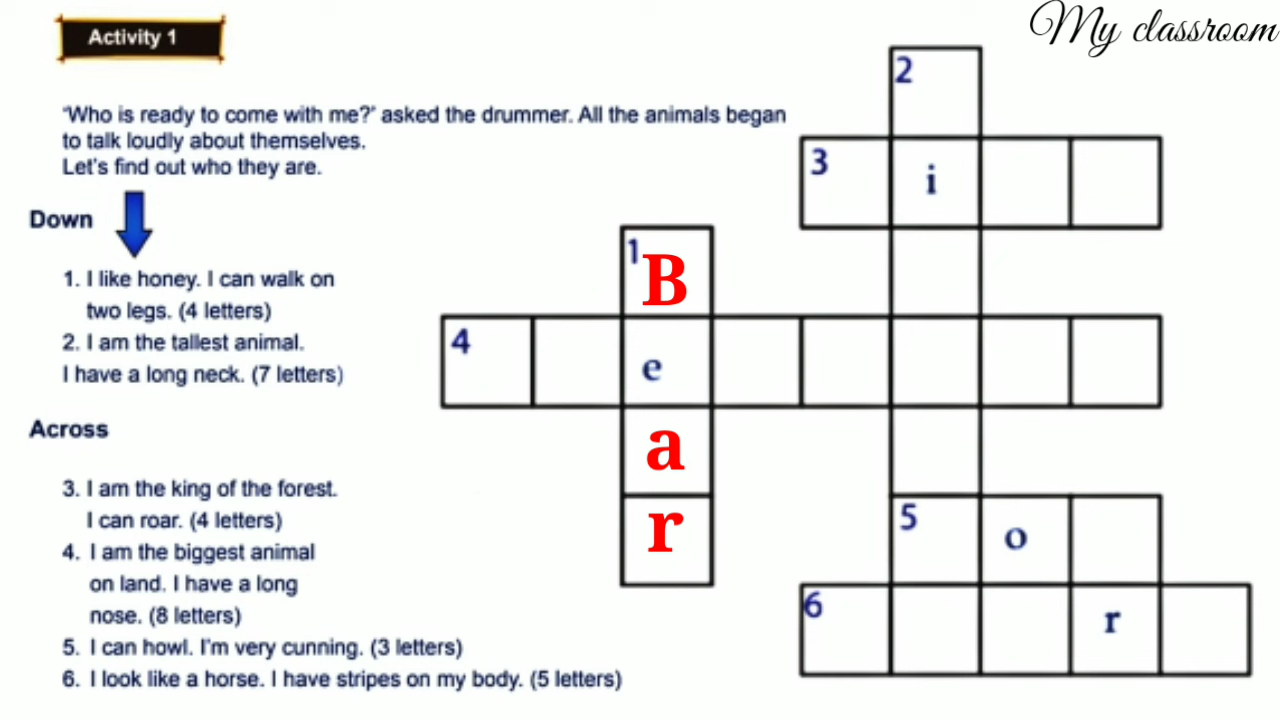 My classroom
Activity 1
'Who is ready to come with me?' asked the drummer. All the animals began
to talk loudly about themselves.
Let's find out who they are.
Down
1. I like honey. I can walk on
two legs. (4 letters)
2. I am the tallest animal.
I have a long neck. (7 letters)
Across
3. I am the king of the forest.
I can roar. (4 letters)
4. I am the biggest animal
on land. I have a long
nose. (8 letters)
5. I can howl. I'm very cunning. (3 letters)
6. I look like a horse. I have stripes on my body. (5 letters)
2
3 i
1 B
4 e
a
r
5 o
6 r